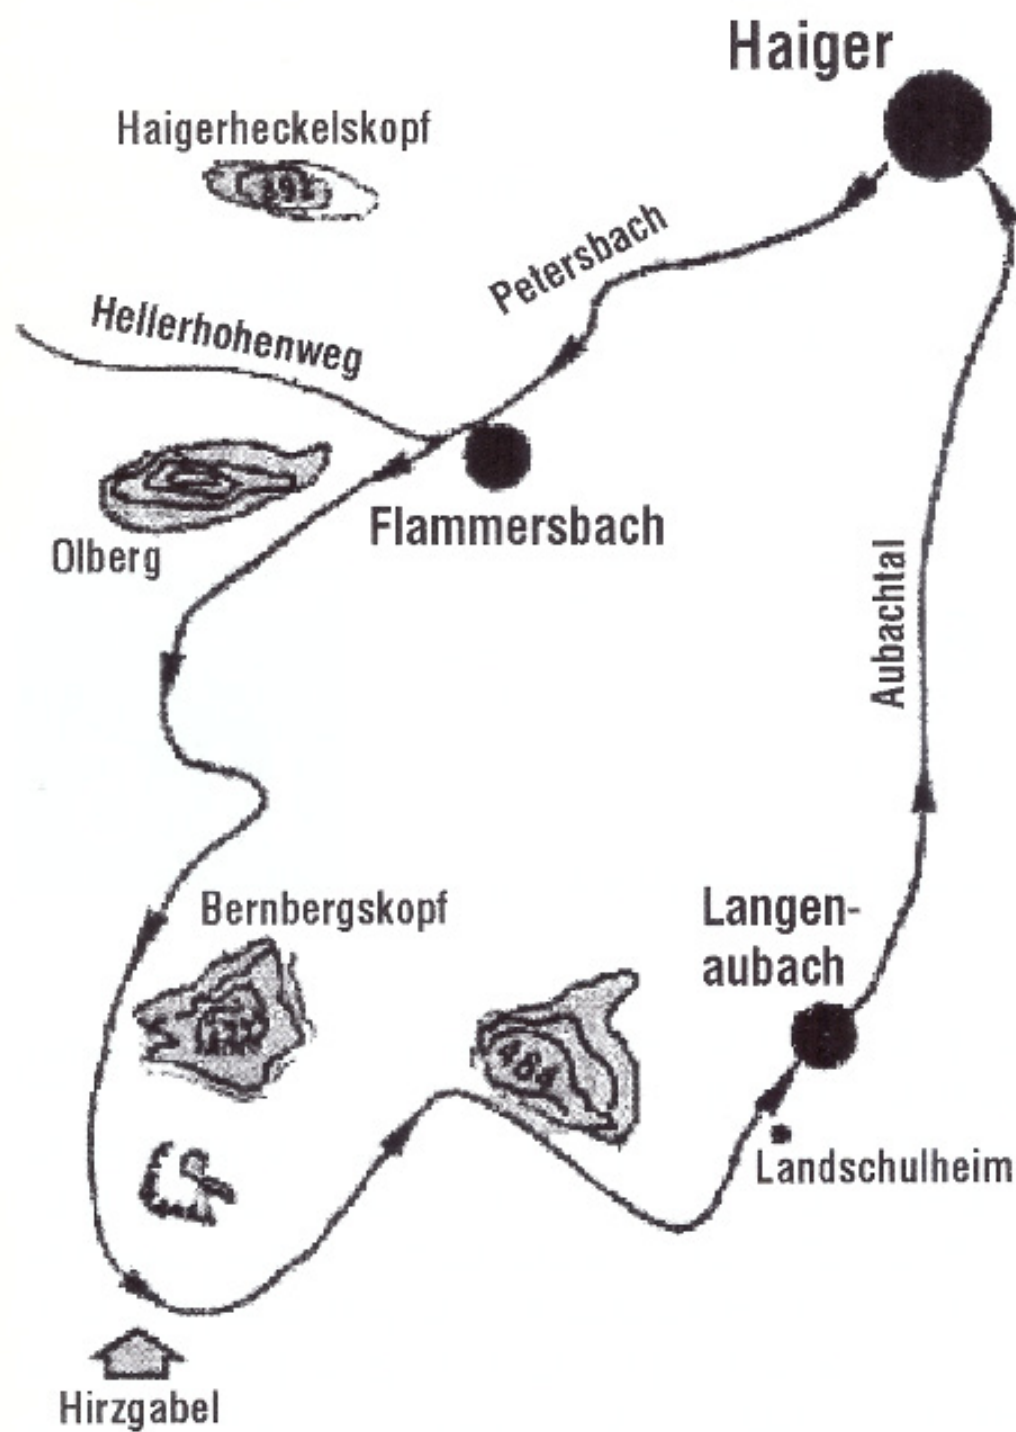 Haiger
Haigerheckelskopf
Petersbach
Hellerhohenweg
Olberg
Flammersbach
Aubachtal
Bernbergskopf
Langen-
aubach
484
Landschulheim
Hirzgabel